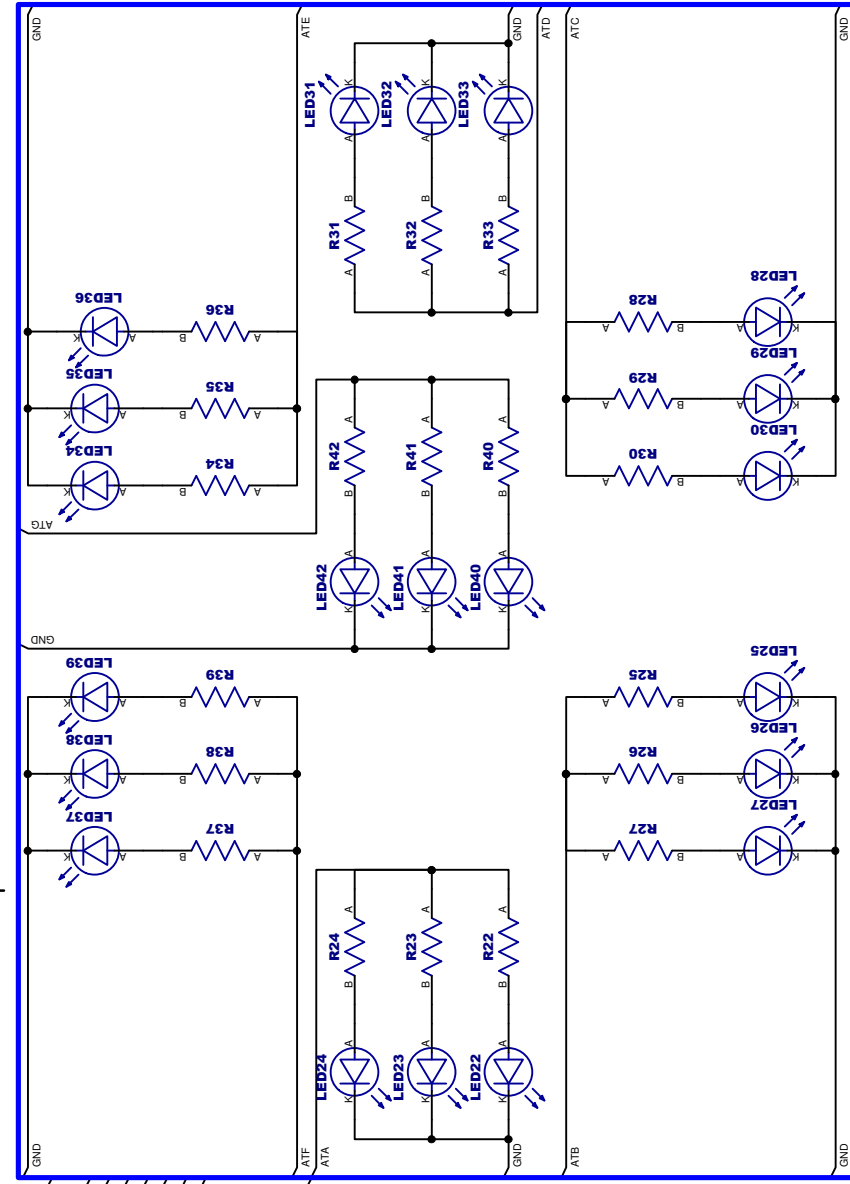 GND
ATE
GND
ATD
ATC
GND
K
K
K
LED31
LED32
LED33
A
A
A
B
B
B
R31
R32
R33
A
A
A
LED36
R36
K
A
B
A
LED35
R35
K
A
B
A
LED34
R34
K
A
B
A
R28
LED28
A
B
A
K
R29
LED29
A
B
A
K
R30
LED30
A
B
A
K
ATG
A
A
A
R42
R41
R40
B
B
B
A
A
A
LED42
LED41
LED40
K
K
K
GND
LED39
R39
K
A
B
A
LED38
R38
K
A
B
A
LED37
R37
K
A
B
A
R25
LED25
A
B
A
K
R26
LED26
A
B
A
K
R27
LED27
A
B
A
K
A
A
A
R24
R23
R22
B
B
B
A
A
A
LED24
LED23
LED22
K
K
K
GND
ATF
ATA
GND
ATB
GND